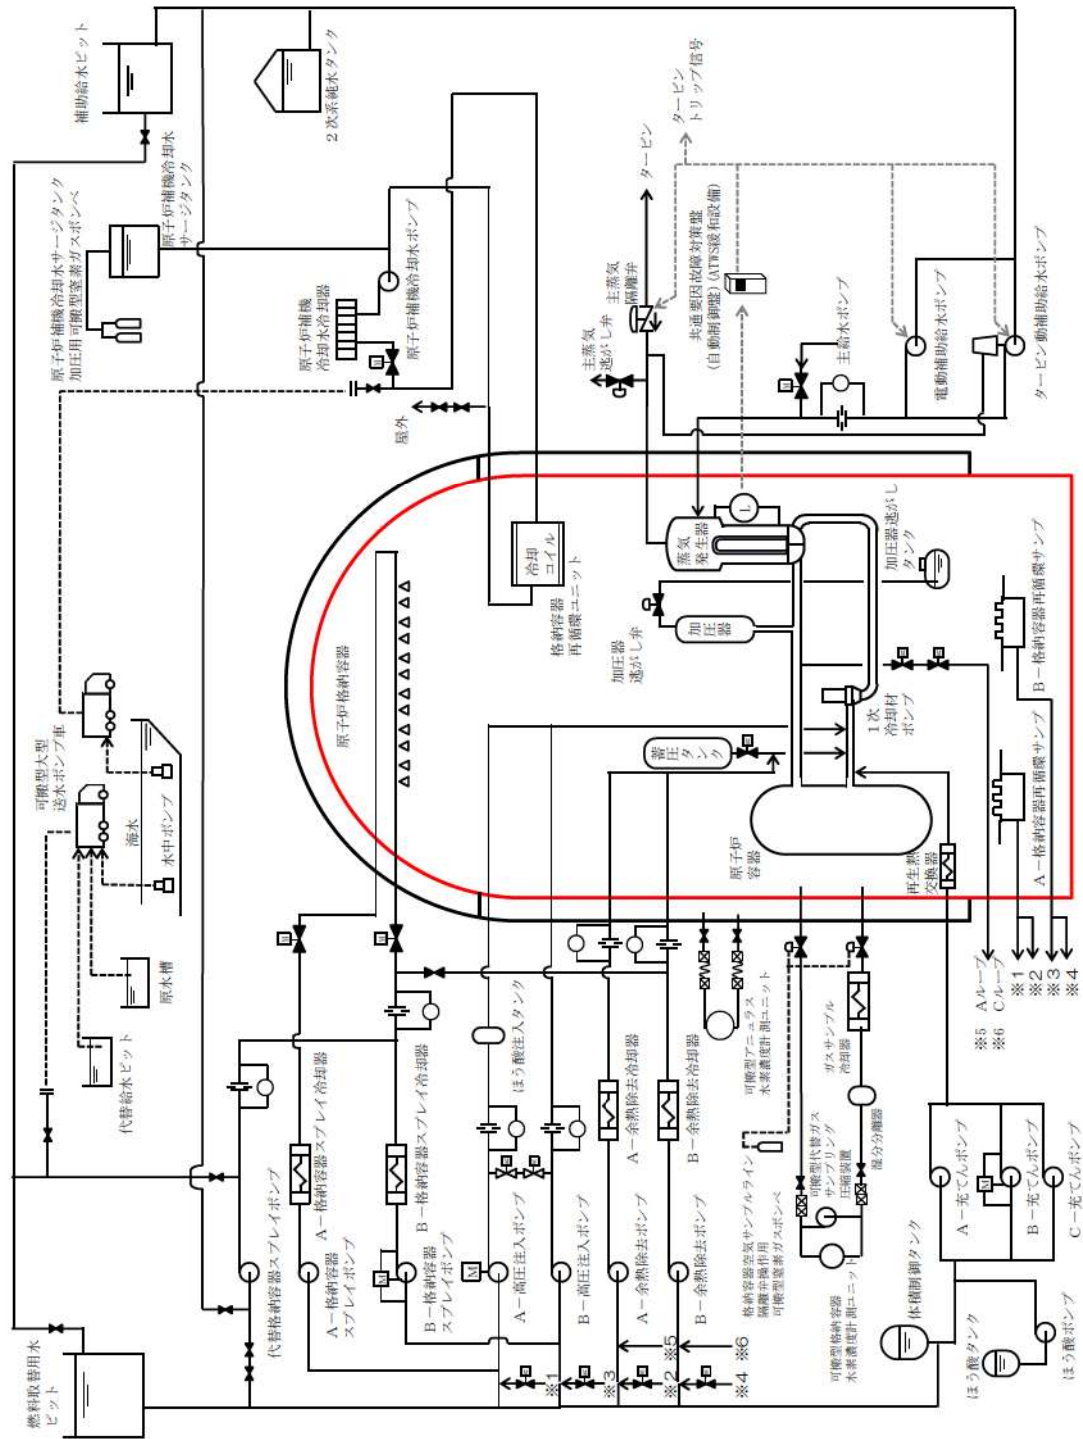 燃料取替用水
ピット
補助給水ピット
2次系純水タンク
原子炉補機冷却水サージタンク
加圧用可搬型窒素ガスボンベ
原子炉補機冷却水
サージタンク
原子炉補機
冷却水冷却器
原子炉補機冷却水ポンプ
屋外
可搬型大型
送水ポンプ車
海水
水中ポンプ
原水槽
代替給水ピット
代替格納容器スプレイポンプ
A-格納容器スプレイ冷却器
A-格納容器
スプレイポンプ
B-格納容器スプレイ冷却器
B-格納容器
スプレイポンプ
ほう酸注入タンク
A-高圧注入ポンプ
B-高圧注入ポンプ
A-余熱除去冷却器
A-余熱除去ポンプ
B-余熱除去冷却器
B-余熱除去ポンプ
※1
※3
※2
※5
※4
※6
原子炉格納容器
冷却
コイル
格納容器
再循環ユニット
主蒸気
逃がし弁
主蒸気
隔離弁
タービン
タービン
トリップ信号
共通要因故障対策盤
(自動制御盤)(ATWS緩和設備)
主給水ポンプ
電動補助給水ポンプ
タービン動補助給水ポンプ
蒸気
発生器
L
加圧器
加圧器
逃がし弁
加圧器逃がし
タンク
蓄圧タンク
1次
冷却材
ポンプ
原子炉
容器
再生熱
交換器
A-格納容器再循環サンプ
B-格納容器再循環サンプ
※5 Aループ
※6 Cループ
※1
※2
※3
※4
可搬型アニュラス
水素濃度計測ユニット
格納容器空気サンプルライン
隔離弁操作用
可搬型窒素ガスボンベ
ガスサンプル
冷却器
可搬型代替ガス
サンプリング
圧縮装置
湿分分離器
可搬型格納容器
水素濃度計測ユニット
体積制御タンク
ほう酸タンク
ほう酸ポンプ
A-充てんポンプ
B-充てんポンプ
C-充てんポンプ
M
M
M